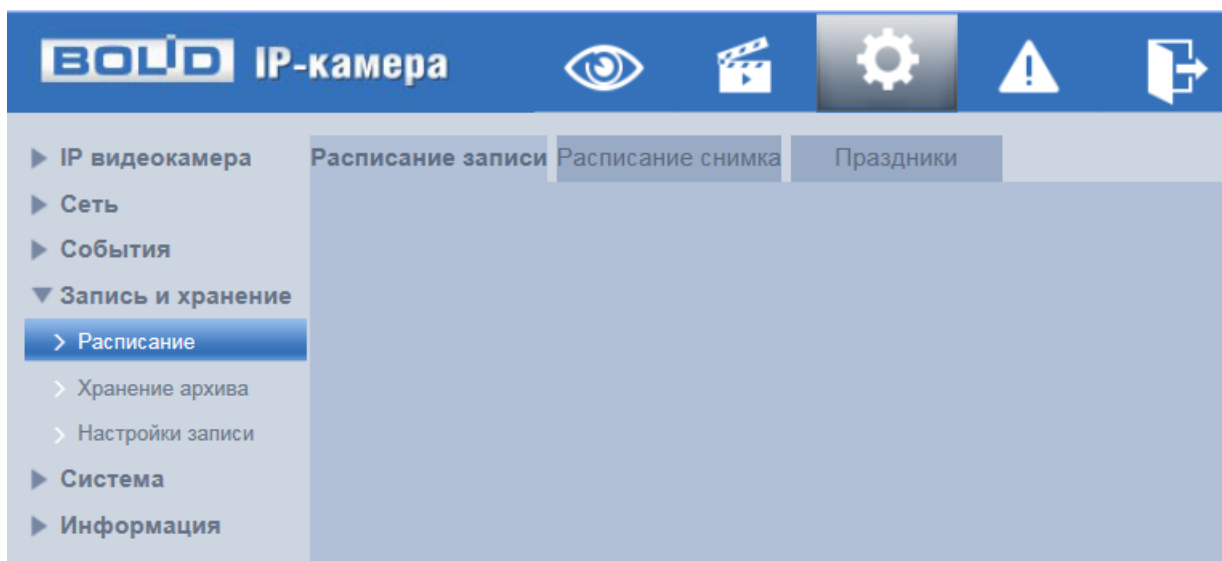 BOLID IP-камера
IP видеокамера
Сеть
События
Запись и хранение
Расписание
Хранение архива
Настройки записи
Система
Информация
Расписание записи Расписание снимка Праздники